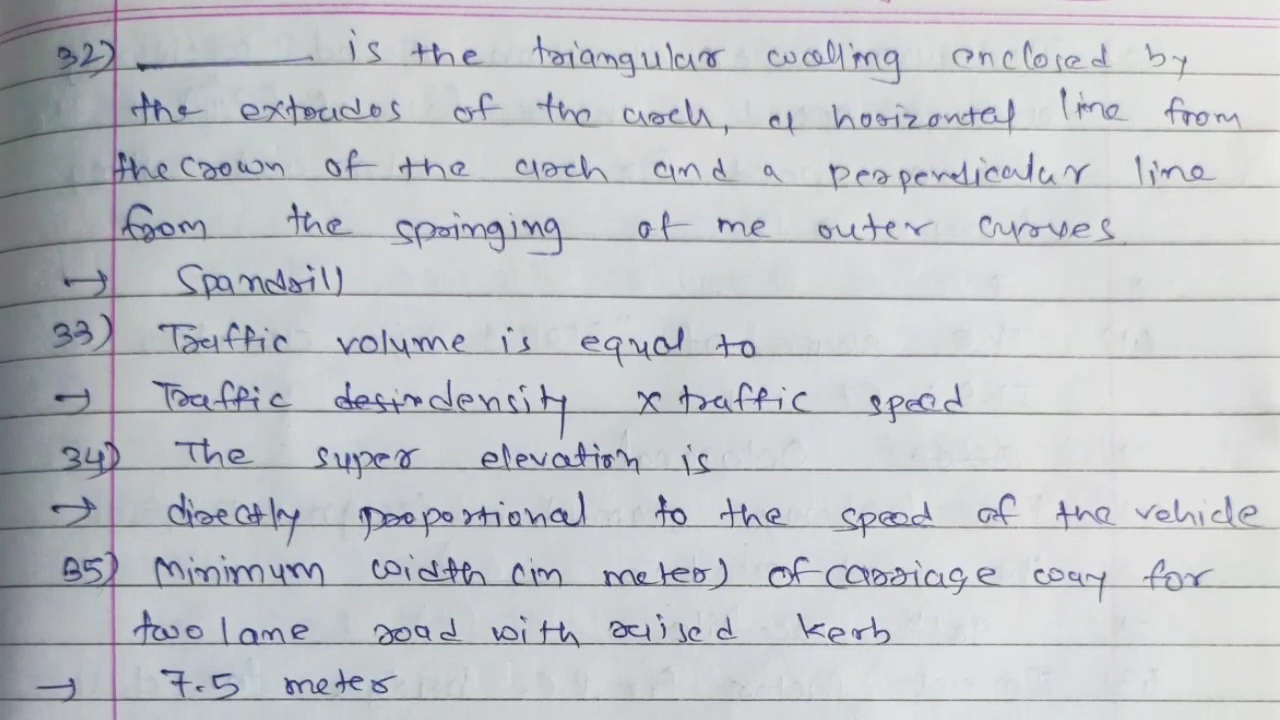 32) ________ is the triangular walling enclosed by
the extrados of the arch, a horizontal line from
the crown of the arch and a perpendicular line
from the springing of me outer curves.
→ Spandrill
33) Traffic volume is equal to
→ Traffic desindensity x traffic speed
34) The super elevation is
→ directly proportional to the speed of the vehicle
35) Minimum width (in meter) of carriage way for
two lane road with raised kerb
→ 7.5 meter